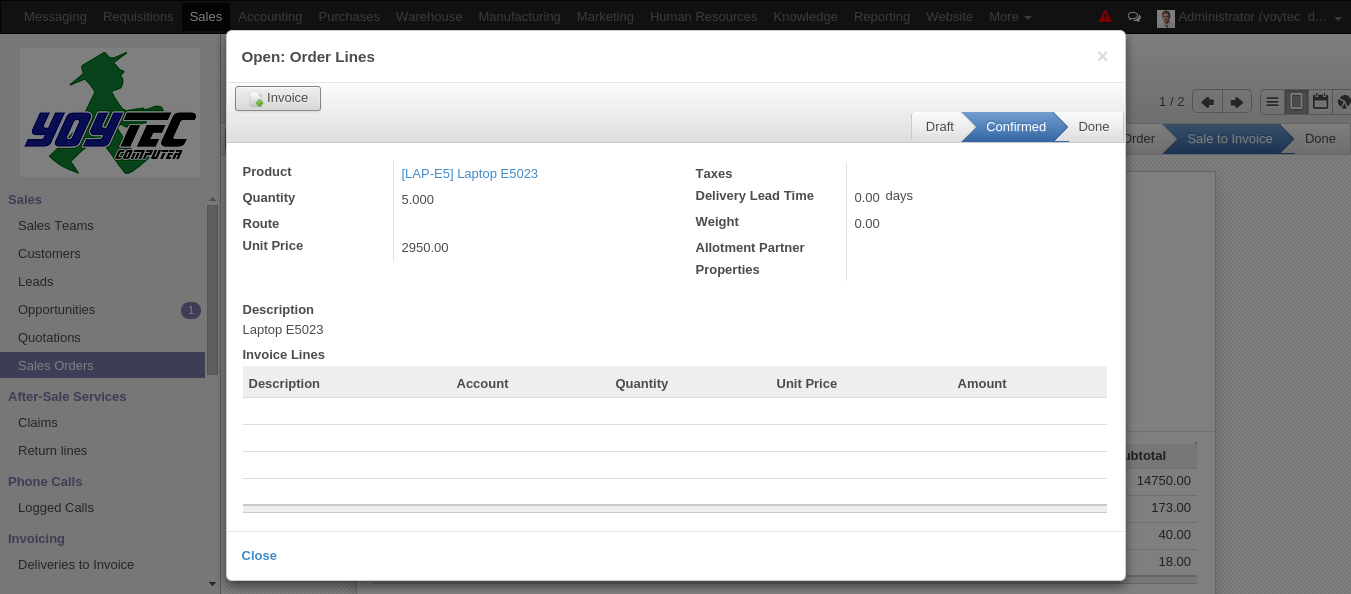 Messaging Requisitions Sales Accounting Purchases Warehouse Manufacturing Marketing Human Resources Knowledge Reporting Website More Administrator (yoytec_d...
YOYTEC
COMPUTER
Sales
Sales Teams
Customers
Leads
Opportunities 1
Quotations
Sales Orders
After-Sale Services
Claims
Return lines
Phone Calls
Logged Calls
Invoicing
Deliveries to Invoice
Open: Order Lines ×
Invoice
Draft Confirmed Done
Product [LAP-E5] Laptop E5023
Quantity 5.000
Route
Unit Price 2950.00
Taxes
Delivery Lead Time 0.00 days
Weight 0.00
Allotment Partner
Properties
Description
Laptop E5023
Invoice Lines
Description Account Quantity Unit Price Amount
Close
1 / 2
Order Sale to Invoice Done
ubtotal
14750.00
173.00
40.00
18.00